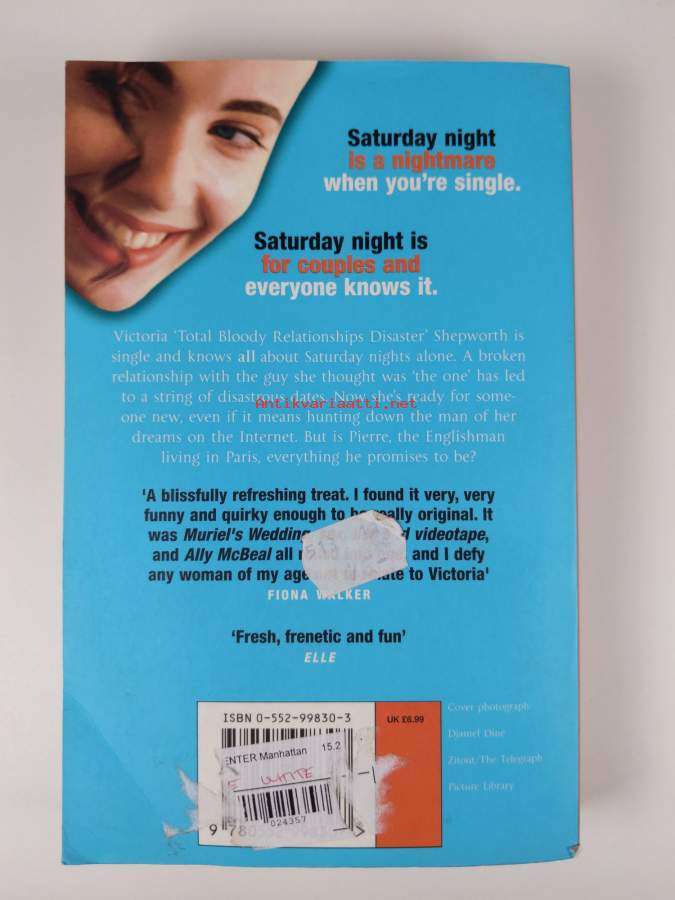 Saturday night
is a nightmare
when you're single.
Saturday night is
for couples and
everyone knows it.
Victoria 'Total Bloody Relationships Disaster' Shepworth is
single and knows all about Saturday nights alone. A broken
relationship with the guy she thought was 'the one' has led
to a string of disastrous dates. Now she's ready for some-
Antikvariaatti.net
one new, even if it means hunting down the man of her
dreams on the Internet. But is Pierre, the Englishman
living in Paris, everything he promises to be?
'A blissfully refreshing treat. I found it very, very
funny and quirky enough to be really original. It
was Muriel's Wedding, videotape,
and Ally McBeal all and I defy
any woman of my age to Victoria'
FIONA WALKER
'Fresh, frenetic and fun'
ELLE
ISBN 0-552-99830-3
UK £6.99
ENTER Manhattan 15.2
024357
9 780
Cover photograph:
Djamel Dine
Zitout/The Telegraph
Picture Library